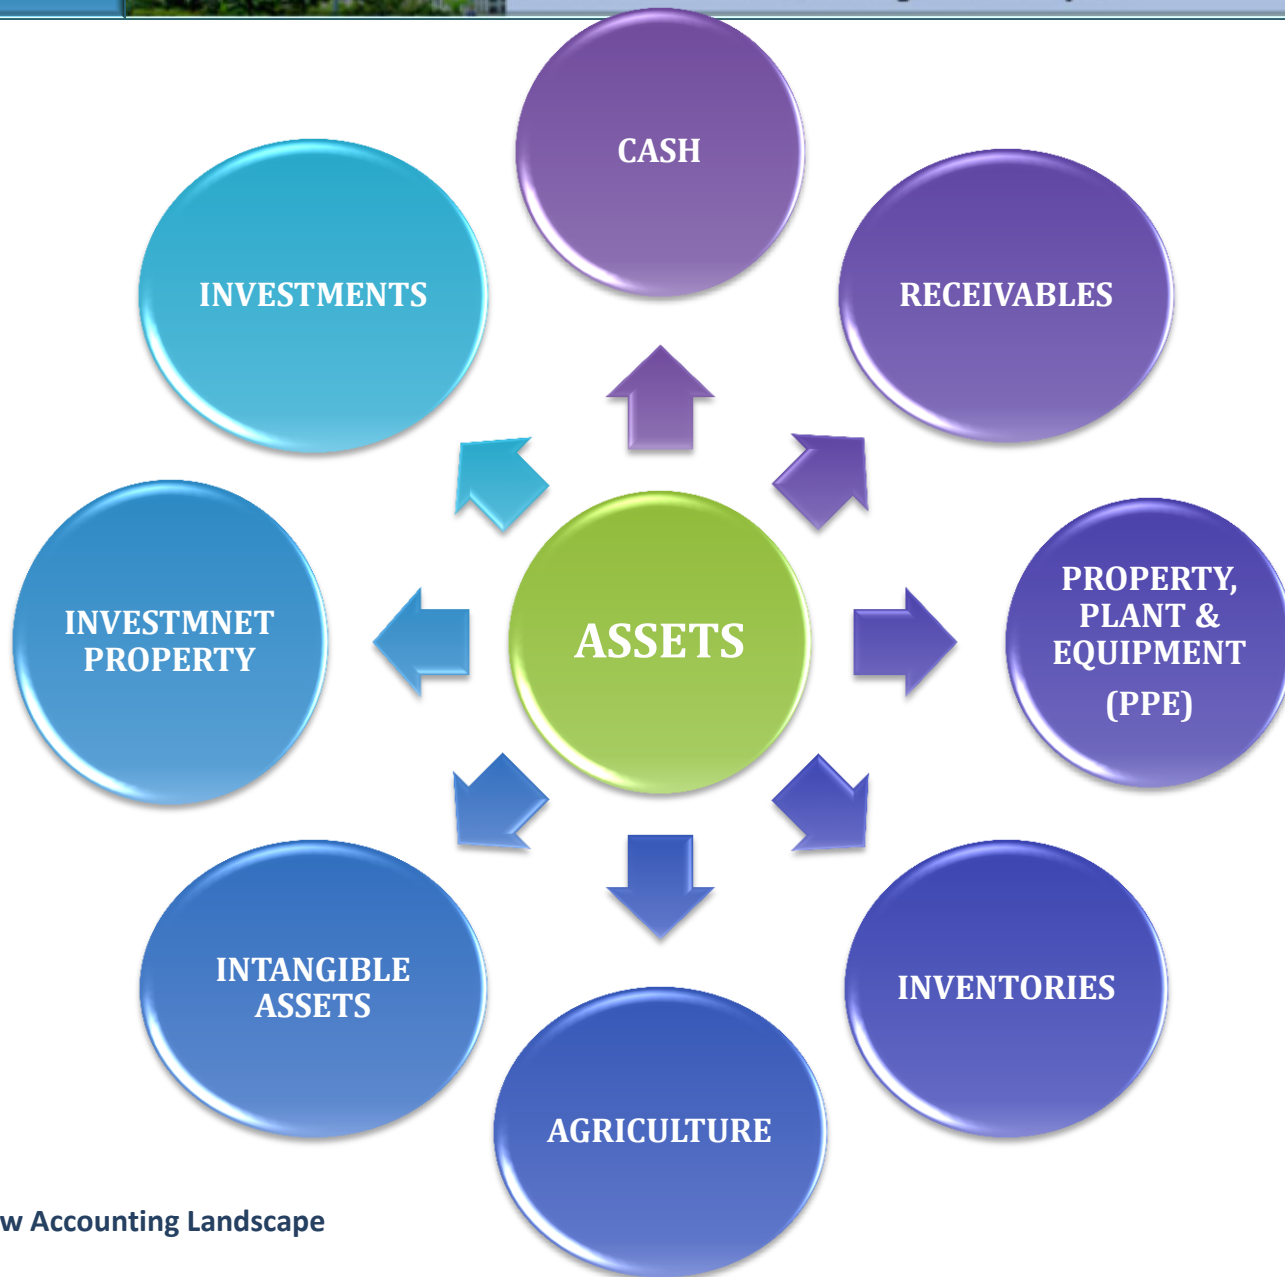 CASH
INVESTMENTS
RECEIVABLES
INVESTMNET
PROPERTY
ASSETS
PROPERTY,
PLANT &
EQUIPMENT
(PPE)
INTANGIBLE
ASSETS
INVENTORIES
AGRICULTURE
w Accounting Landscape